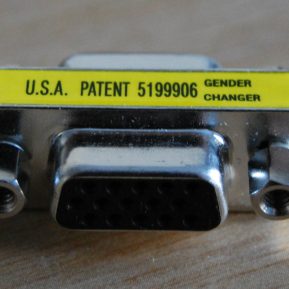 U.S.A. PATENT 5199906 GENDER
CHANGER